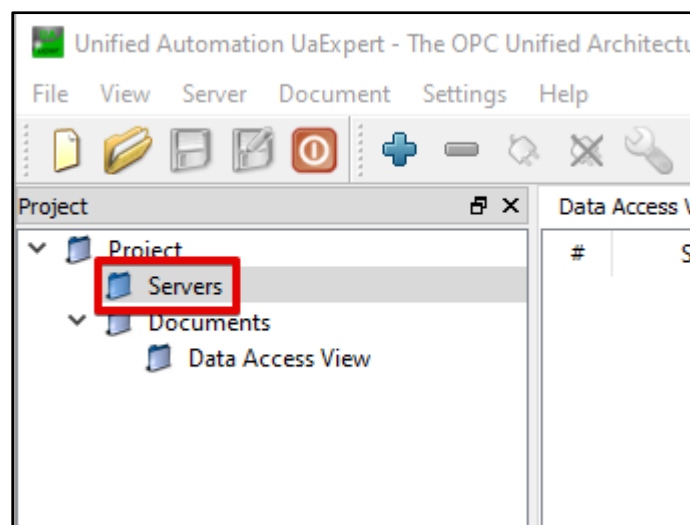 Unified Automation UaExpert - The OPC Unified Architectu
File View Server Document Settings Help
Project
Data Access V
Project
# S
Servers
Documents
Data Access View